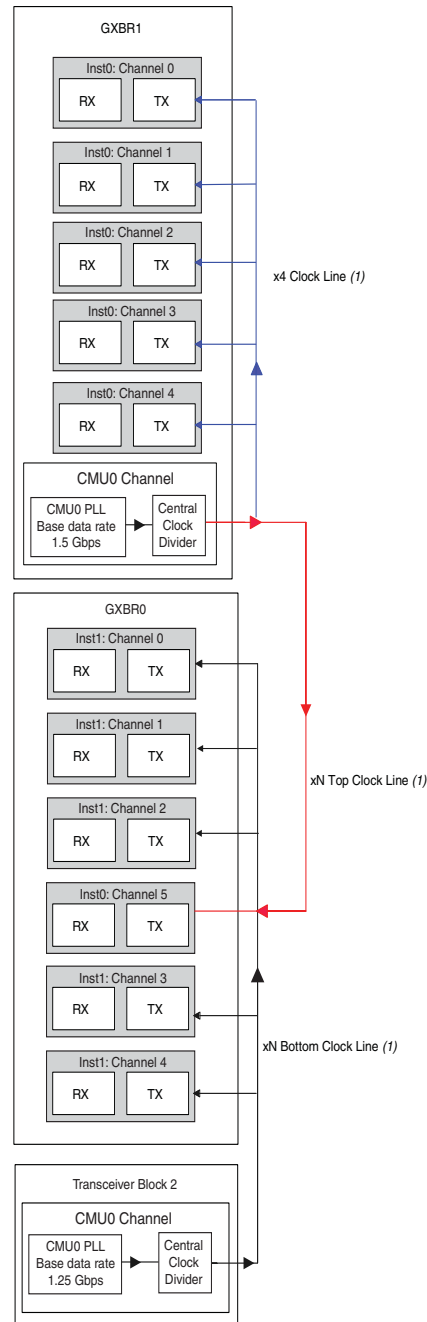 GXBR1
Inst0: Channel 0
RX TX
Inst0: Channel 1
RX TX
Inst0: Channel 2
RX TX
x4 Clock Line (1)
Inst0: Channel 3
RX TX
Inst0: Channel 4
RX TX
CMU0 Channel
CMU0 PLL
Base data rate
1.5 Gbps
Central
Clock
Divider
GXBR0
Inst1: Channel 0
RX TX
Inst1: Channel 1
RX TX
xN Top Clock Line (1)
Inst1: Channel 2
RX TX
Inst0: Channel 5
RX TX
Inst1: Channel 3
RX TX
xN Bottom Clock Line (1)
Inst1: Channel 4
RX TX
Transceiver Block 2
CMU0 Channel
CMU0 PLL
Base data rate
1.25 Gbps
Central
Clock
Divider